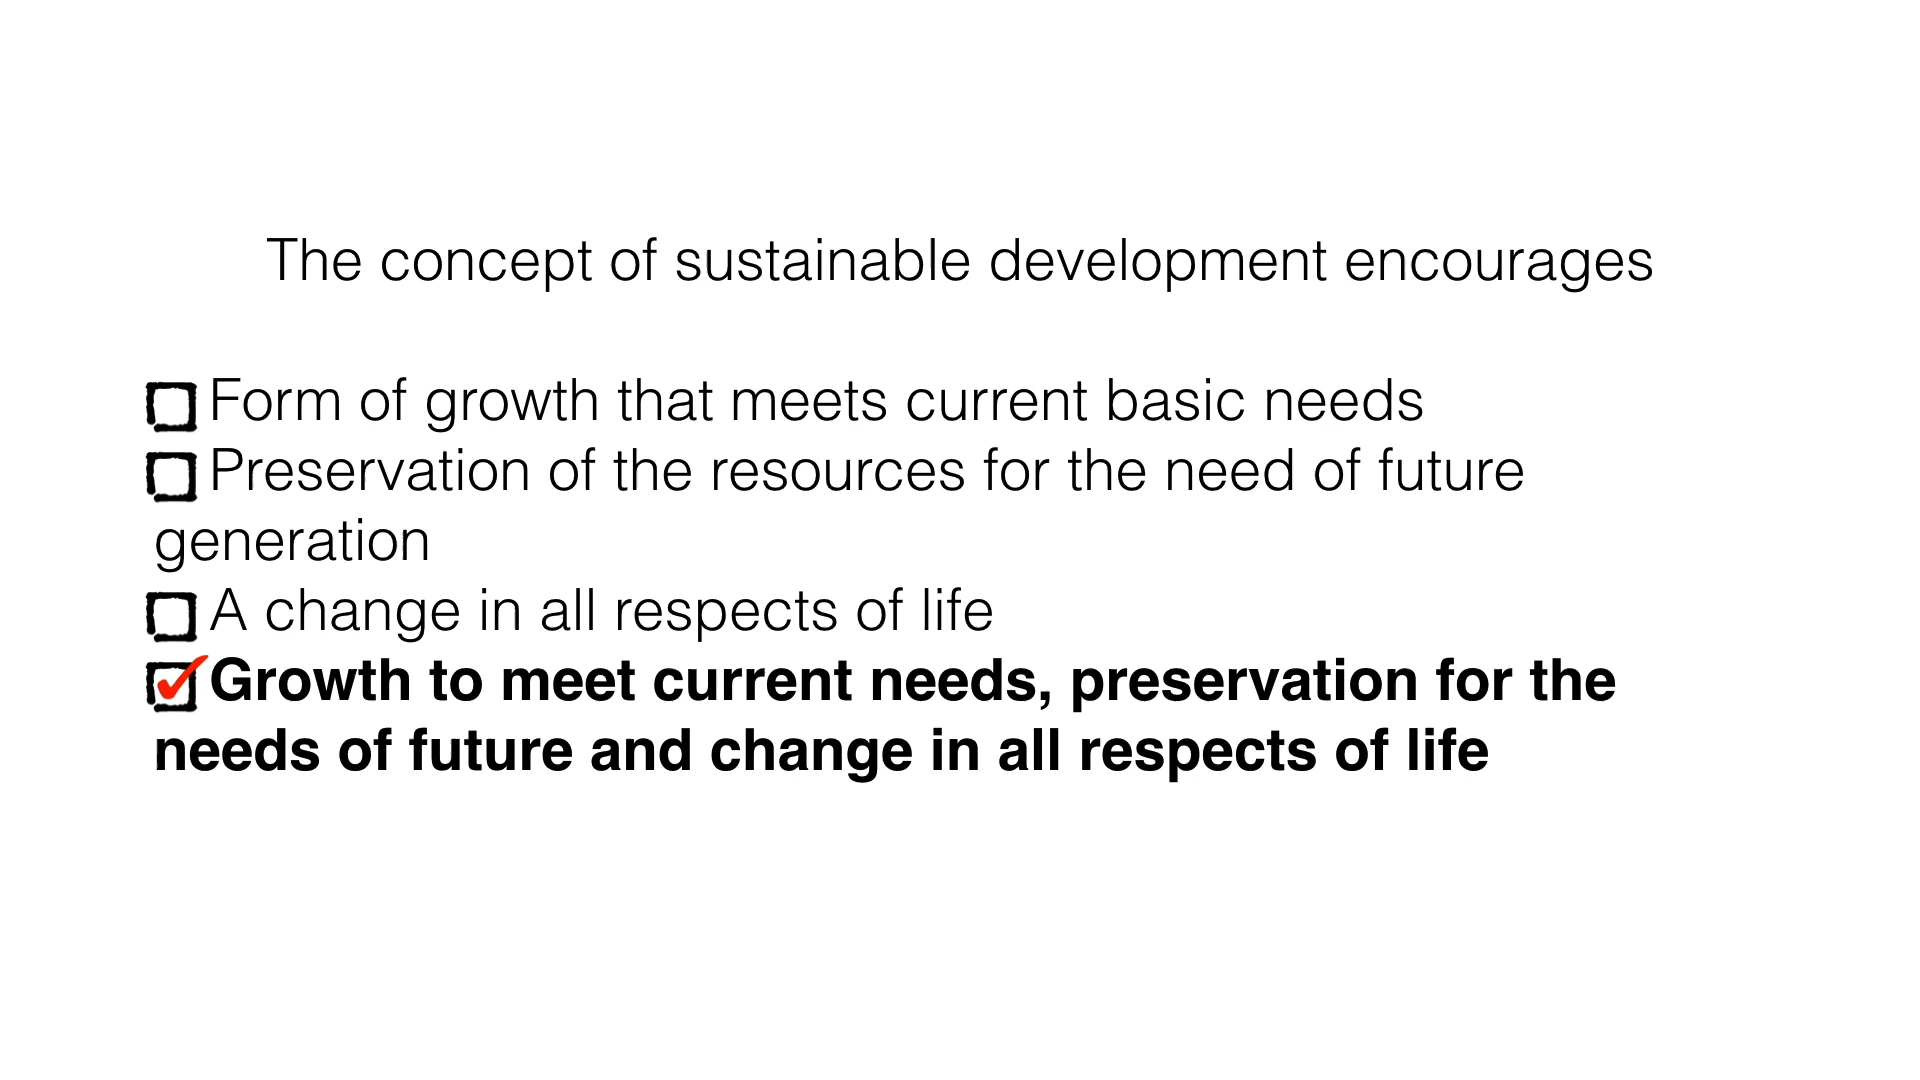 The concept of sustainable development encourages
Form of growth that meets current basic needs
Preservation of the resources for the need of future
generation
A change in all respects of life
Growth to meet current needs, preservation for the
needs of future and change in all respects of life